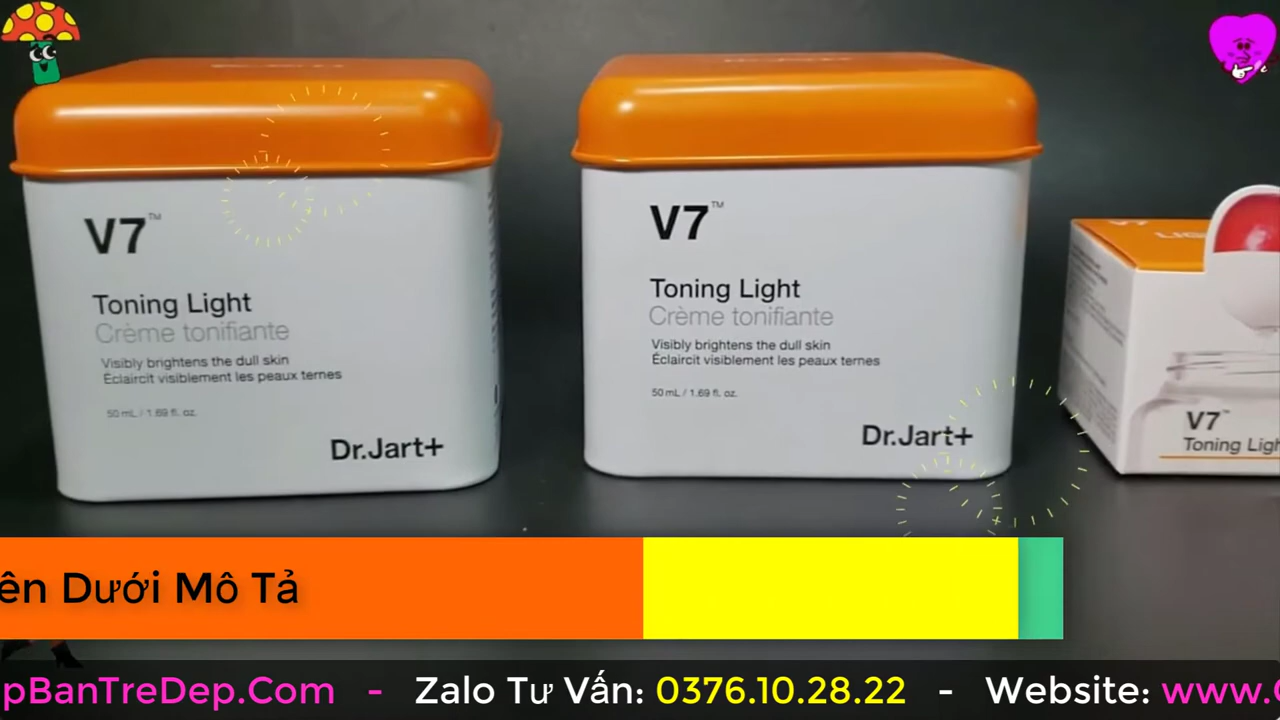 V7™
Toning Light
Crème tonifiante
Visibly brightens the dull skin
Éclaircit visiblement les peaux ternes
50 mL / 1.69 fl. oz.
Dr.Jart+
V7™
Toning Light
Crème tonifiante
Visibly brightens the dull skin
Éclaircit visiblement les peaux ternes
50 mL / 1.69 fl. oz.
Dr.Jart+
V7
V7™
Toning Ligh
ên Dưới Mô Tả
pBanTreDep.Com - Zalo Tư Vấn: 0376.10.28.22 - Website: www.